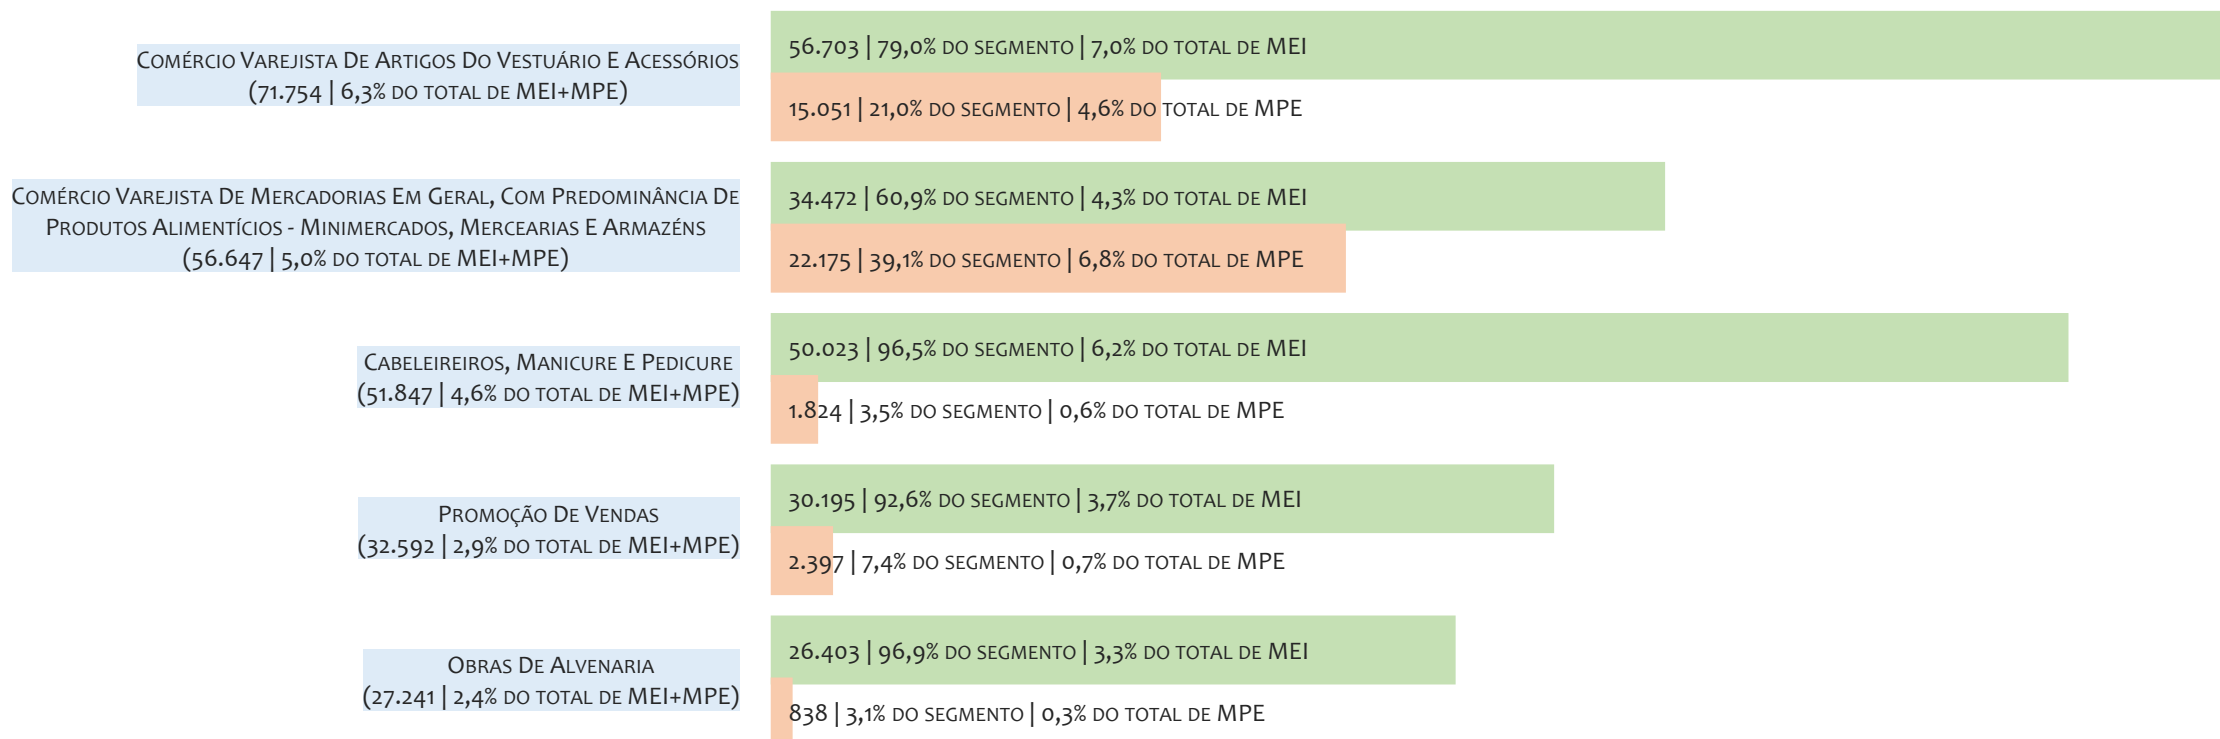 Comércio Varejista De Artigos Do Vestuário E Acessórios
(71.754 | 6,3% do total de MEI+MPE)
56.703 | 79,0% do segmento | 7,0% do total de MEI
15.051 | 21,0% do segmento | 4,6% do total de MPE
Comércio Varejista De Mercadorias Em Geral, Com Predominância De
Produtos Alimentícios - Minimercados, Mercearias E Armazéns
(56.647 | 5,0% do total de MEI+MPE)
34.472 | 60,9% do segmento | 4,3% do total de MEI
22.175 | 39,1% do segmento | 6,8% do total de MPE
Cabeleireiros, Manicure E Pedicure
(51.847 | 4,6% do total de MEI+MPE)
50.023 | 96,5% do segmento | 6,2% do total de MEI
1.824 | 3,5% do segmento | 0,6% do total de MPE
Promoção De Vendas
(32.592 | 2,9% do total de MEI+MPE)
30.195 | 92,6% do segmento | 3,7% do total de MEI
2.397 | 7,4% do segmento | 0,7% do total de MPE
Obras De Alvenaria
(27.241 | 2,4% do total de MEI+MPE)
26.403 | 96,9% do segmento | 3,3% do total de MEI
838 | 3,1% do segmento | 0,3% do total de MPE